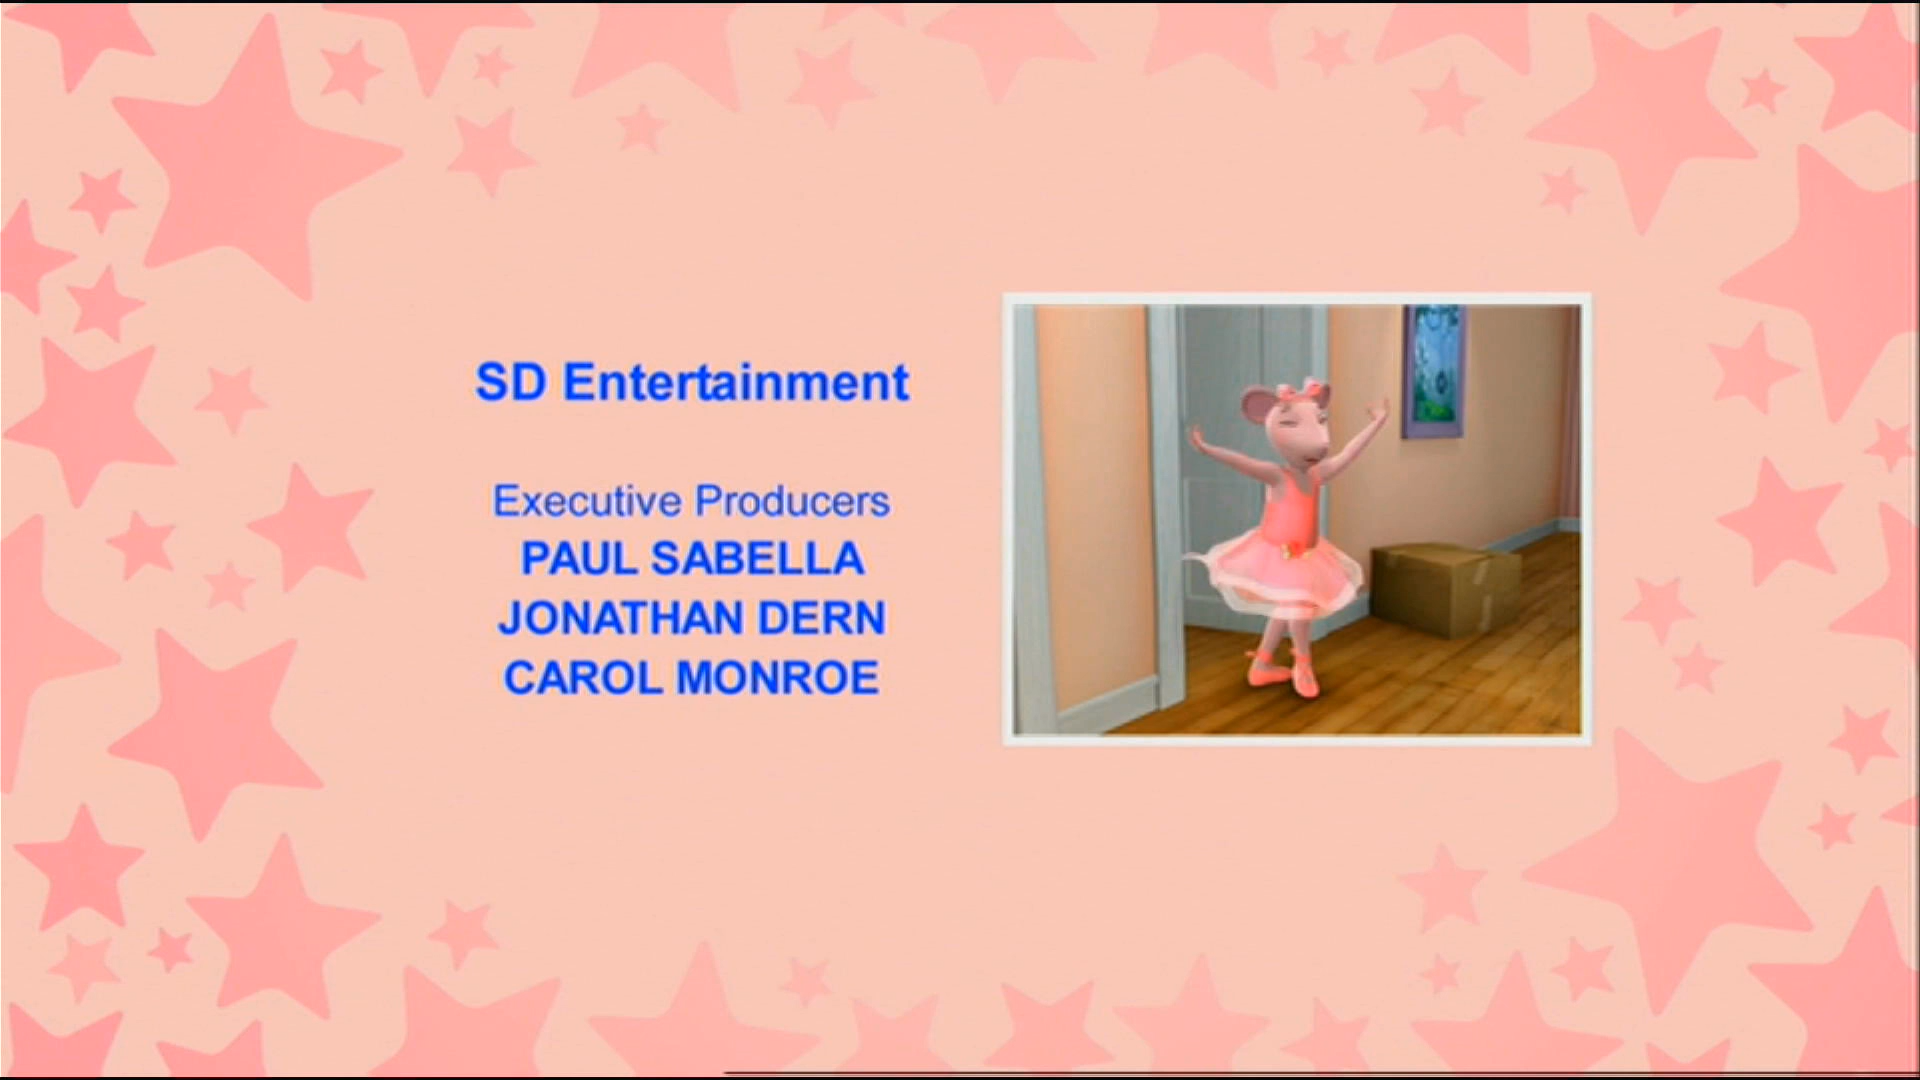 SD Entertainment
Executive Producers
PAUL SABELLA
JONATHAN DERN
CAROL MONROE